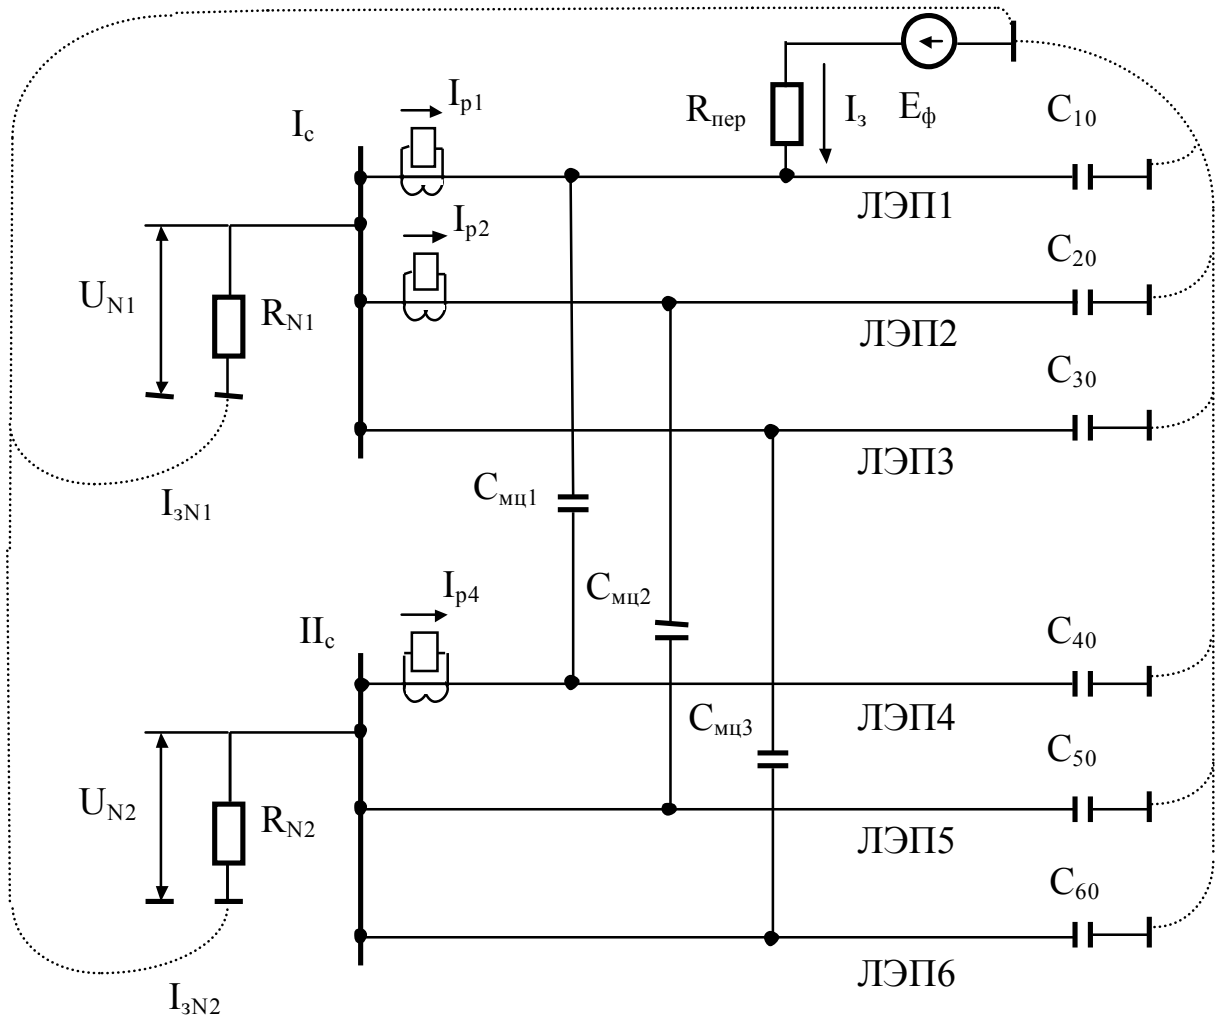 Iр1
Iс
Rпер
Iз
Eф
C10
ЛЭП1
Iр2
C20
UN1
RN1
ЛЭП2
C30
ЛЭП3
Cмц1
IзN1
Iр4
Cмц2
IIс
C40
Cмц3
ЛЭП4
C50
UN2
RN2
ЛЭП5
C60
ЛЭП6
IзN2